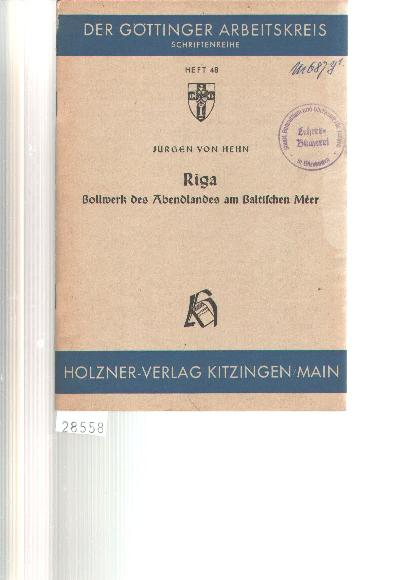 DER GÖTTINGER ARBEITSKREIS
SCHRIFTENREIHE
HEFT 48
JÜRGEN VON HEHN
Riga
Bollwerk des Abendlandes am Baltischen Meer
HOLZNER-VERLAG KITZINGEN/MAIN
28558